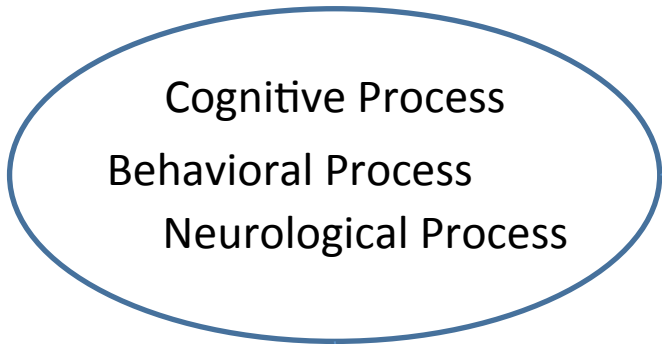 Cognitive Process
Behavioral Process
Neurological Process